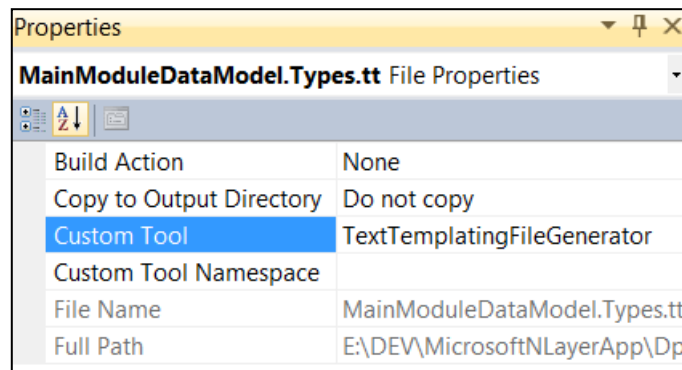 Properties
MainModuleDataModel.Types.tt File Properties
Build Action None
Copy to Output Directory Do not copy
Custom Tool TextTemplatingFileGenerator
Custom Tool Namespace
File Name MainModuleDataModel.Types.tt
Full Path E:\DEV\MicrosoftNLayerApp\Dp